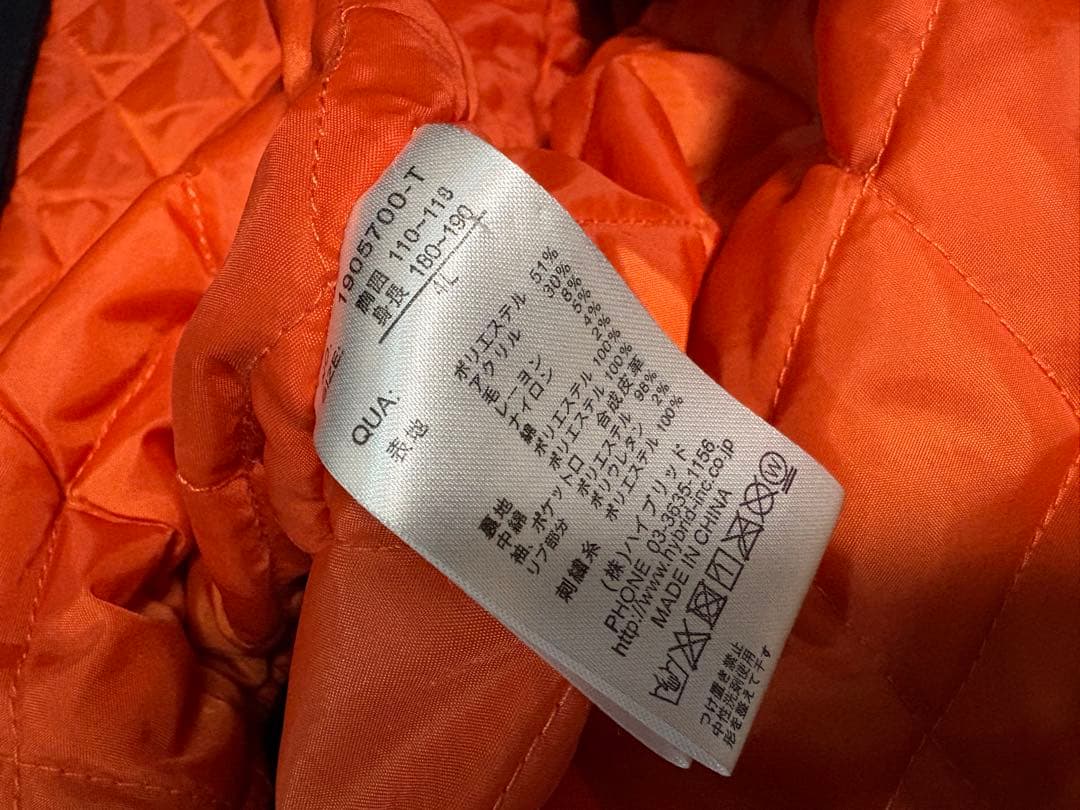 1905700-T
胸囲 110~118
身長 180~190
4L
SIZE:
QUA:
表地
ポリエステル 51%
アクリル 30%
毛 8%
レーヨン 5%
ナイロン 4%
綿 2%
裏地 ポリエステル 100%
中綿 ポリエステル 100%
袖 ポケット口 合成皮革
リブ部分 ポリエステル 98%
ポリウレタン 2%
刺繍糸 ポリエステル 100%
(株)ハイブリッド
PHONE 03-3635-1156
http://www.hybrid-inc.co.jp
MADE IN CHINA
つけ置き禁止
中性洗剤使用
形を整えて干す